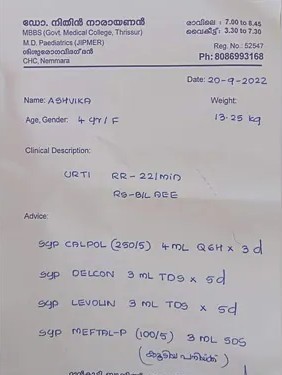 ഡോ. നിതിൻ നാരായണൻ
MBBS (Govt. Medical College, Thrissur)
M.D. Paediatrics (JIPMER)
ശിശുരോഗവിദഗ്ദൻ
CHC, Nemmara
രാവിലെ : 7.00 to 8.45
വൈകീട്ട്: 3.30 to 7.30
Reg. No.: 52547
Ph: 8086993168
Date: 20-9-2022
Name: ASHVIKA
Weight:
Age, Gender: 4 yr/F
13.25 kg
Clinical Description:
URTI RR- 22/min
RS-B/L AEE
Advice:
syp CALPOL (250/5) 4 mL Q6H x 3d
syp DELCON 3 mL TDS x 5d
syp LEVOLIN 3 mL TDS x 5d
syp MEFTAL-P (100/5) 3 mL SOS